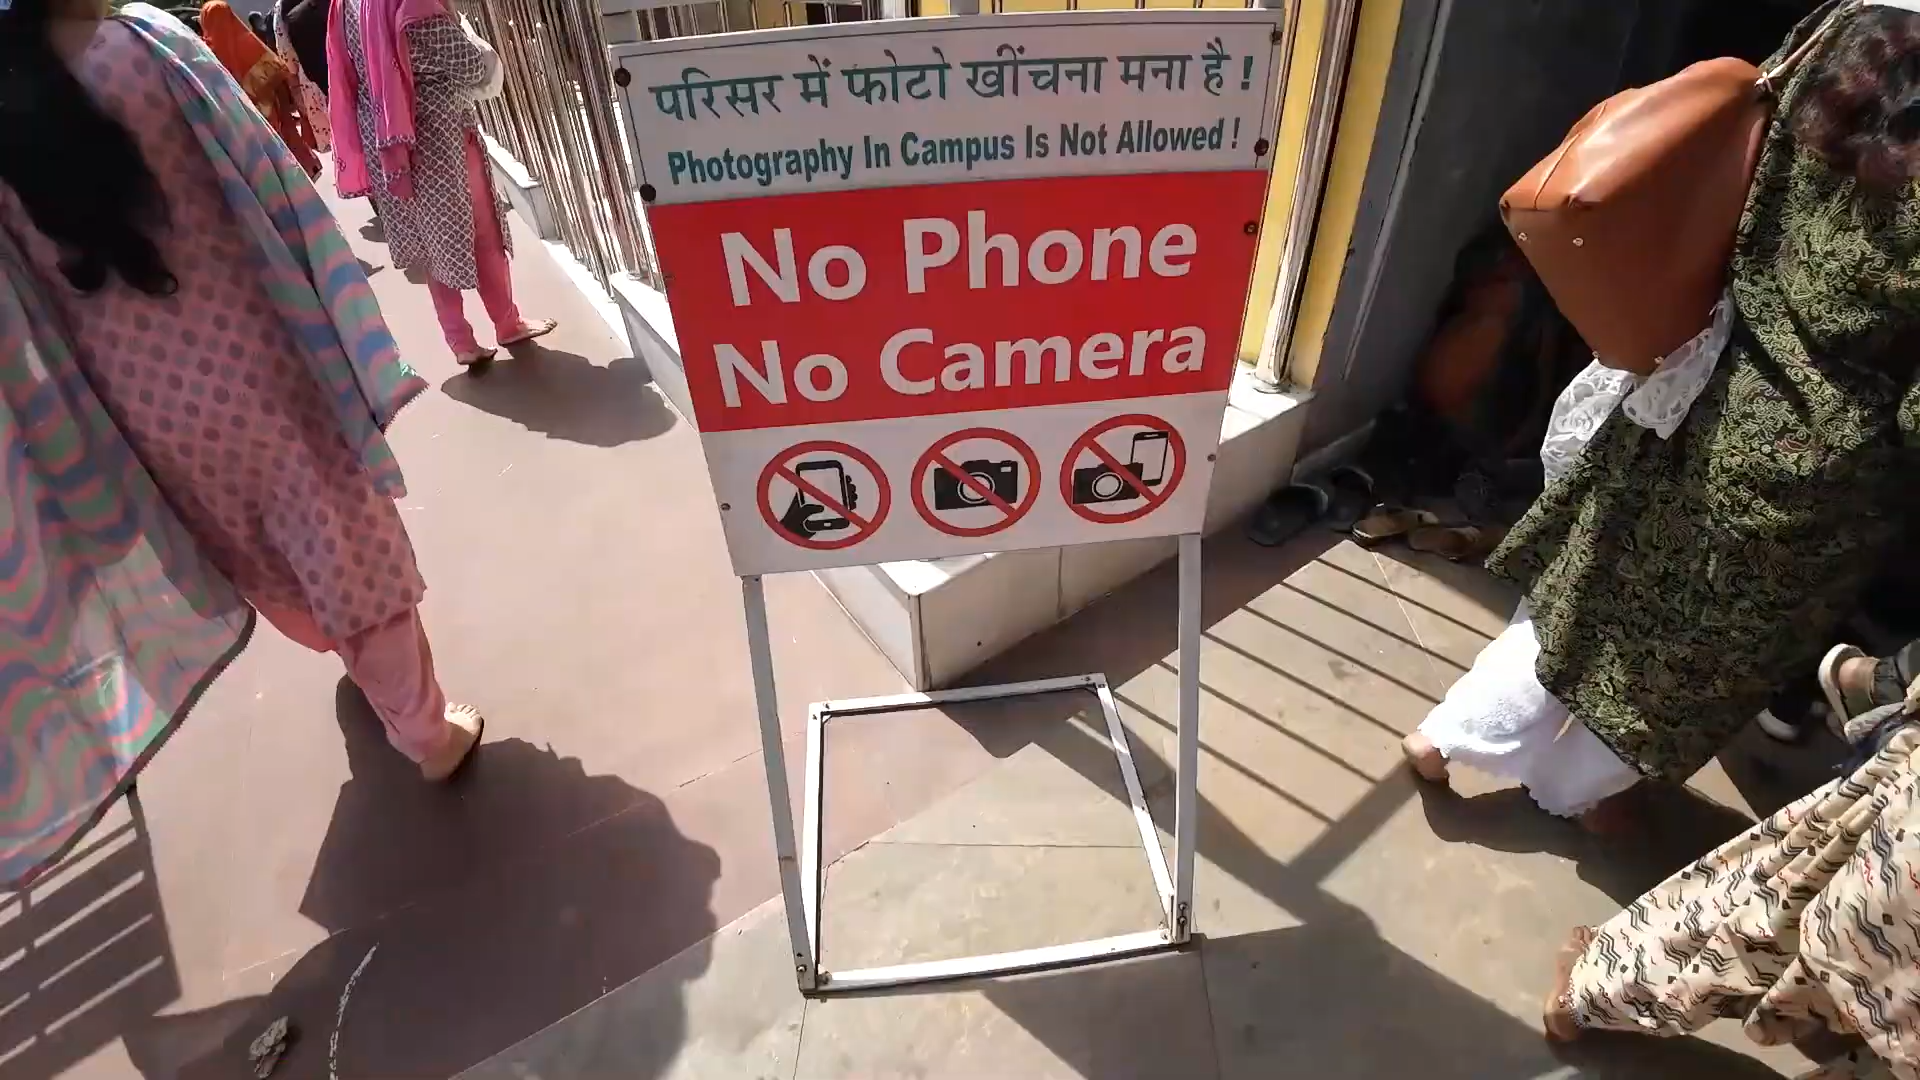 परिसर में फोटो खींचना मना है !
Photography In Campus Is Not Allowed !
No Phone
No Camera